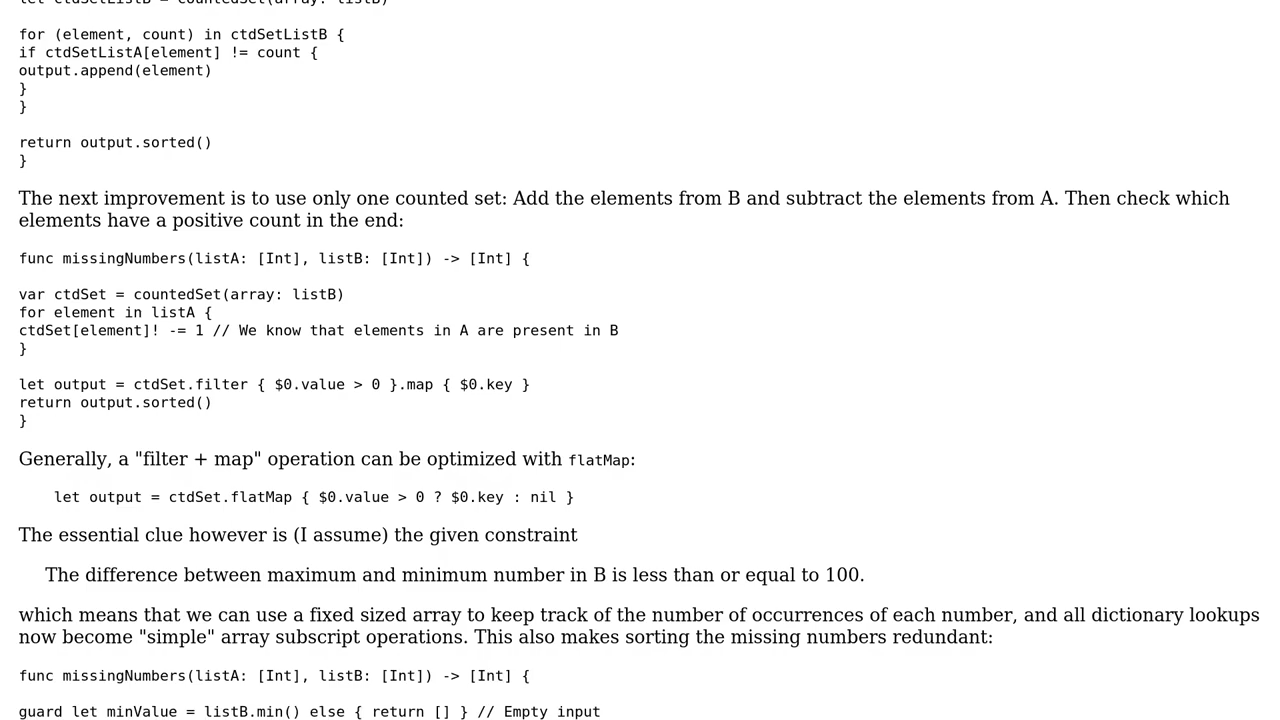 let ctdSetListB = countedSet(array: listB)
for (element, count) in ctdSetListB {
if ctdSetListA[element] != count {
output.append(element)
}
}
return output.sorted()
}
The next improvement is to use only one counted set: Add the elements from B and subtract the elements from A. Then check which
elements have a positive count in the end:
func missingNumbers(listA: [Int], listB: [Int]) -> [Int] {
var ctdSet = countedSet(array: listB)
for element in listA {
ctdSet[element]! -= 1 // We know that elements in A are present in B
}
let output = ctdSet.filter { $0.value > 0 }.map { $0.key }
return output.sorted()
}
Generally, a "filter + map" operation can be optimized with flatMap:
let output = ctdSet.flatMap { $0.value > 0 ? $0.key : nil }
The essential clue however is (I assume) the given constraint
The difference between maximum and minimum number in B is less than or equal to 100.
which means that we can use a fixed sized array to keep track of the number of occurrences of each number, and all dictionary lookups
now become "simple" array subscript operations. This also makes sorting the missing numbers redundant:
func missingNumbers(listA: [Int], listB: [Int]) -> [Int] {
guard let minValue = listB.min() else { return [] } // Empty input